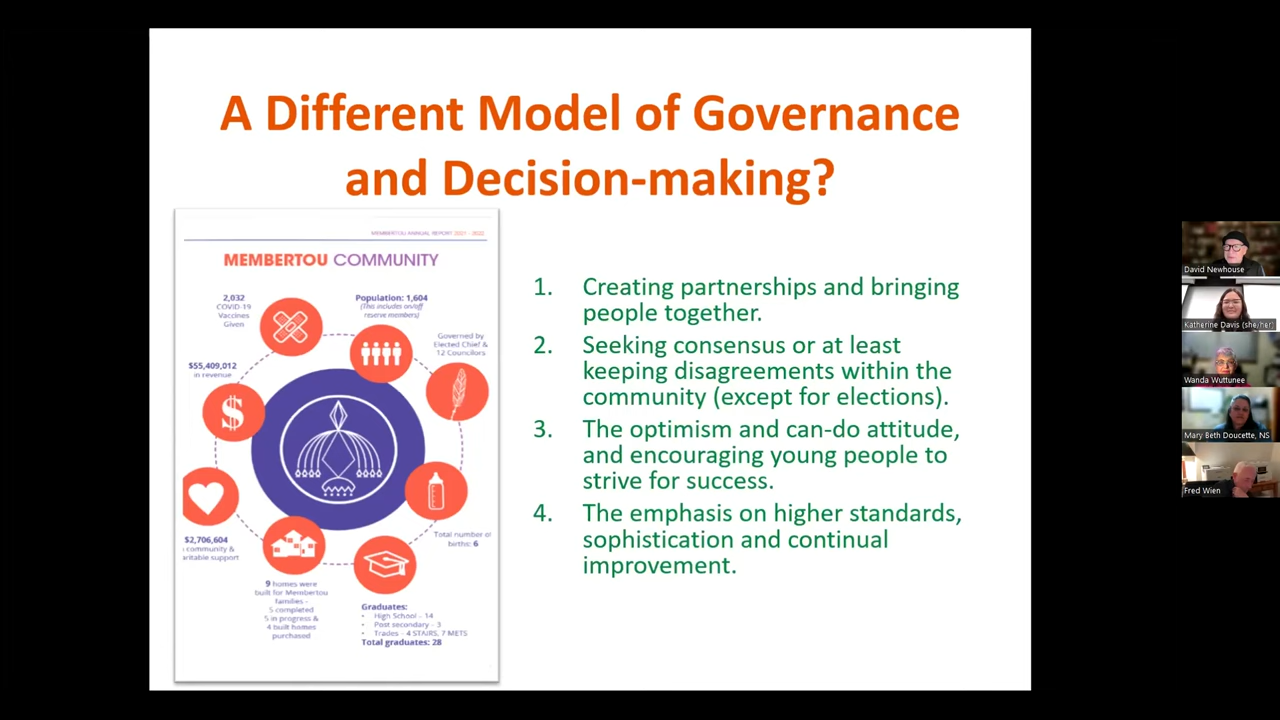 A Different Model of Governance
and Decision-making?
MEMBERTOU ANNUAL REPORT 2021 - 2022
MEMBERTOU COMMUNITY
2,032
COVID-19
Vaccines
Given
Population: 1,604
(This includes on/off
reserve members)
Governed by
Elected Chief &
12 Councilors
$55,409,012
in revenue
$
$2,706,604
community &
aritable support
9 homes were
built for Membertou
families -
5 completed
5 in progress &
4 built homes
purchased
Total number of
births: 6
Graduates:
• High School - 14
• Post secondary - 3
• Trades - 4 STAIRS, 7 METS
Total graduates: 28
1. Creating partnerships and bringing
people together.
2. Seeking consensus or at least
keeping disagreements within the
community (except for elections).
3. The optimism and can-do attitude,
and encouraging young people to
strive for success.
4. The emphasis on higher standards,
sophistication and continual
improvement.
David Newhouse
Katherine Davis (she/her)
Wanda Wuttunee
Mary Beth Doucette, NS
Fred Wien